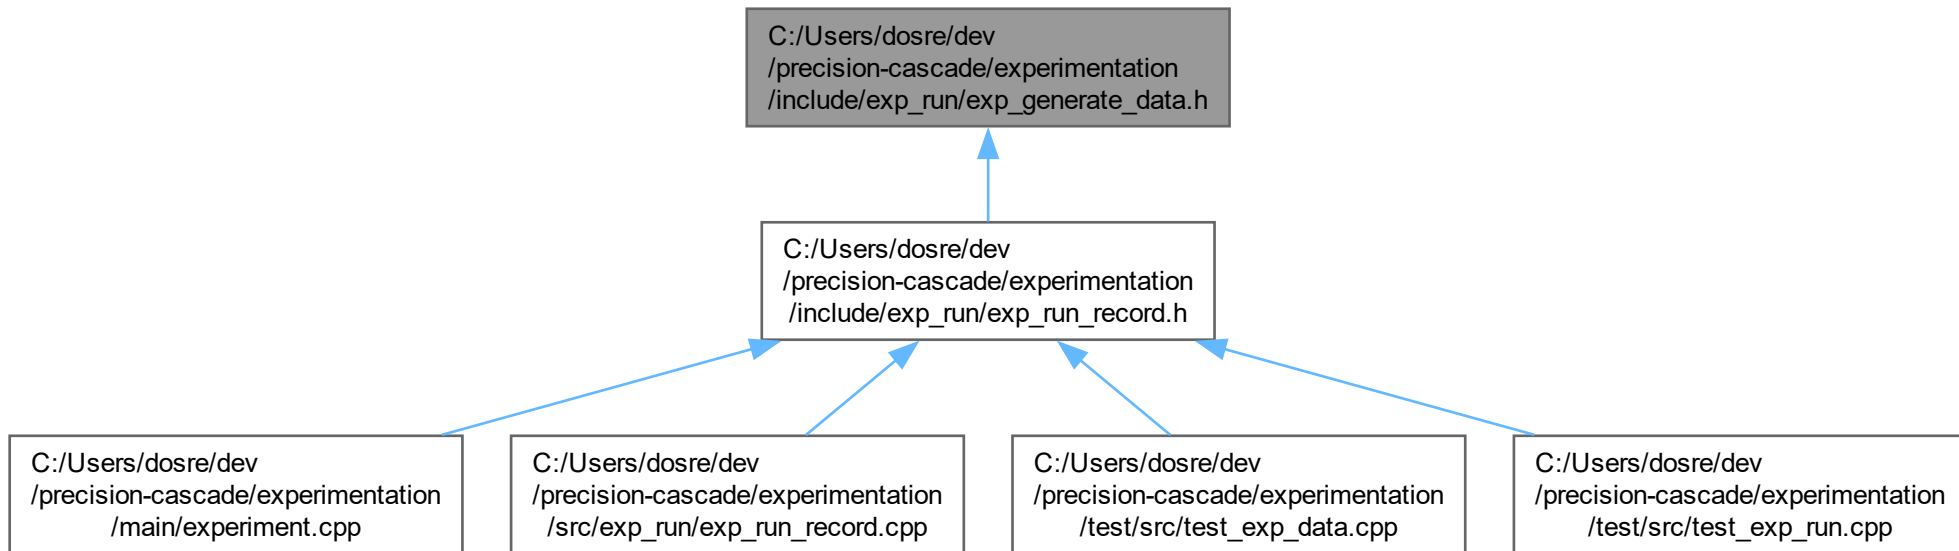 C:/Users/dosre/dev
/precision-cascade/experimentation
/include/exp_run/exp_generate_data.h
C:/Users/dosre/dev
/precision-cascade/experimentation
/include/exp_run/exp_run_record.h
C:/Users/dosre/dev
/precision-cascade/experimentation
/main/experiment.cpp
C:/Users/dosre/dev
/precision-cascade/experimentation
/src/exp_run/exp_run_record.cpp
C:/Users/dosre/dev
/precision-cascade/experimentation
/test/src/test_exp_data.cpp
C:/Users/dosre/dev
/precision-cascade/experimentation
/test/src/test_exp_run.cpp